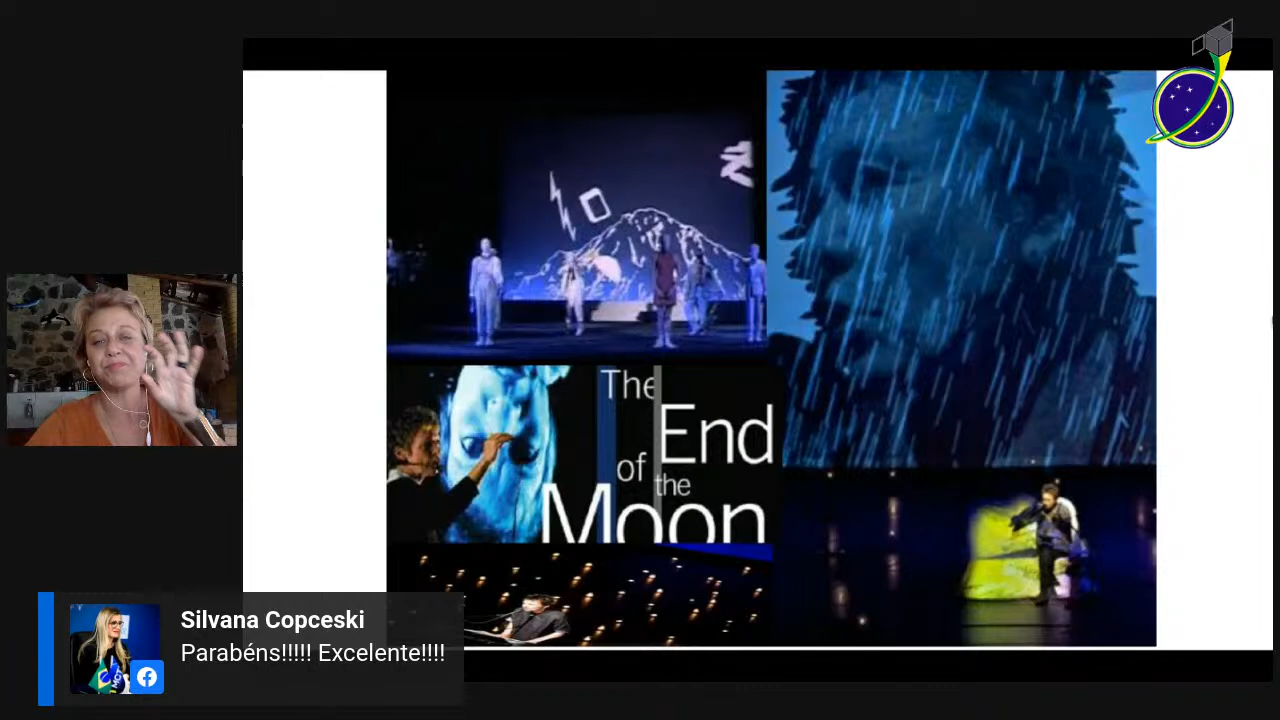 The
End
of
the
Moon
Silvana Copceski
Parabéns!!!!! Excelente!!!!